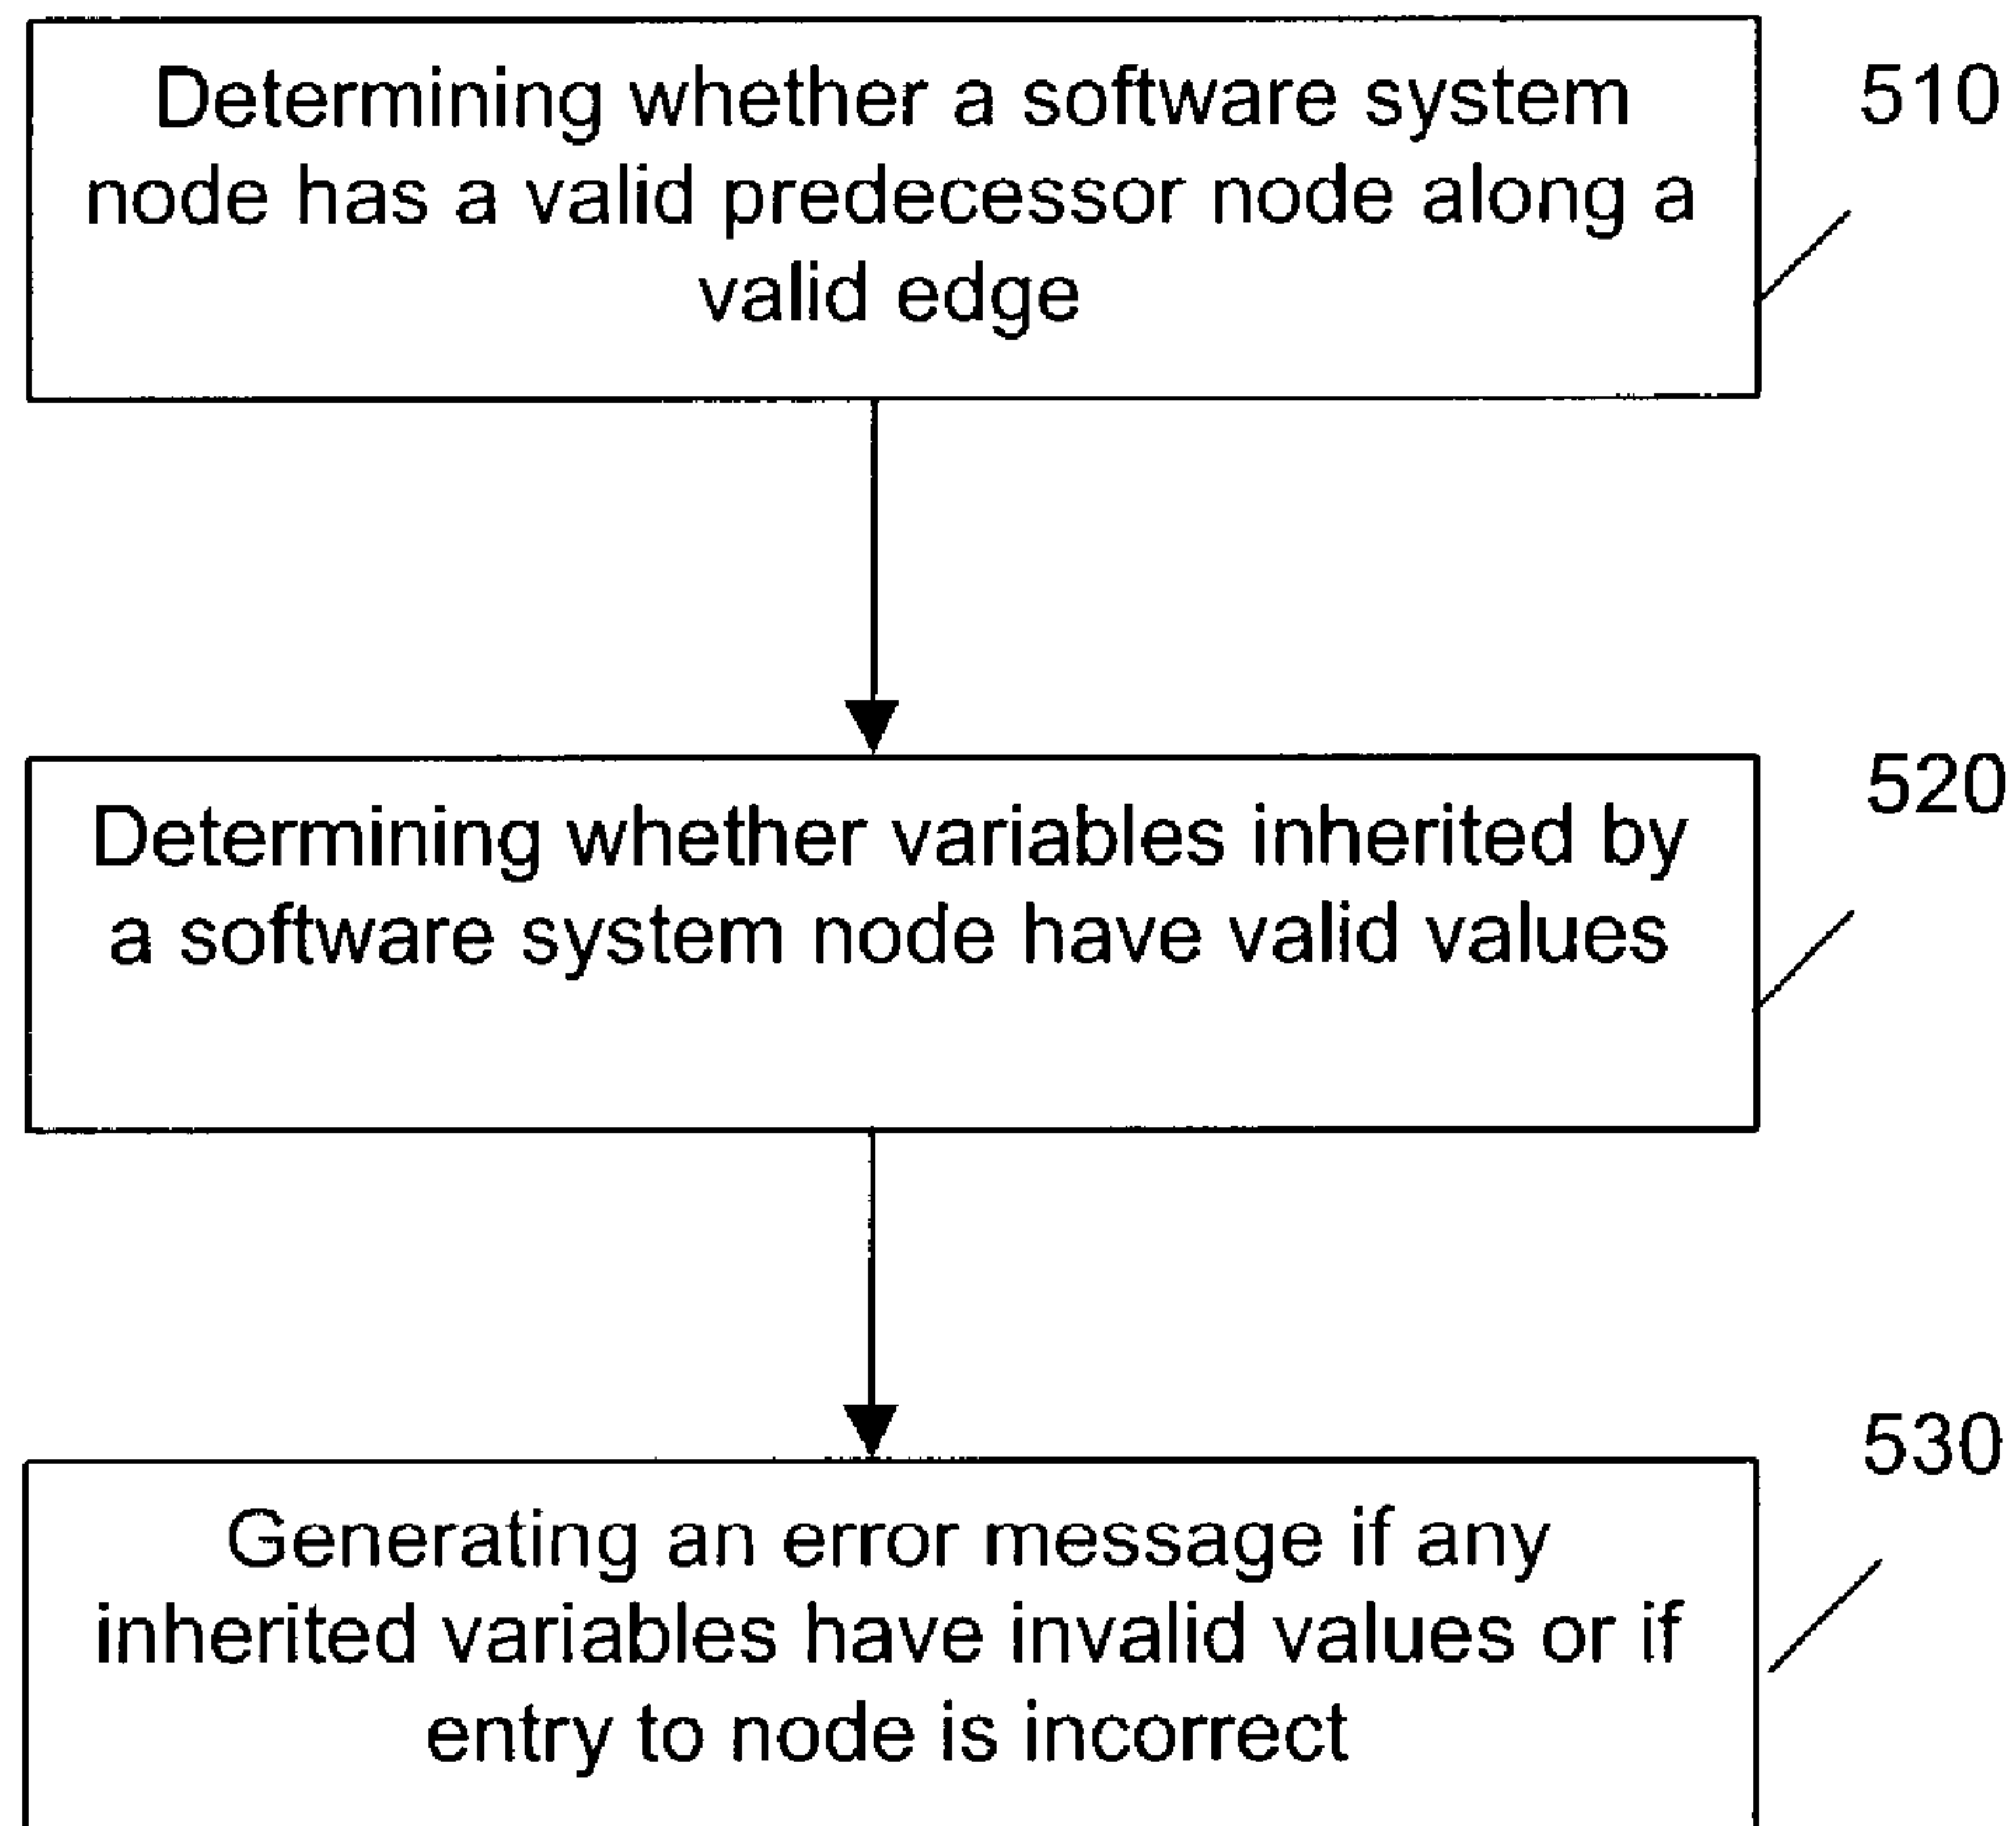 Determining whether a software system
node has a valid predecessor node along a
valid edge
510
Determining whether variables inherited by
a software system node have valid values
520
Generating an error message if any
inherited variables have invalid values or if
entry to node is incorrect
530